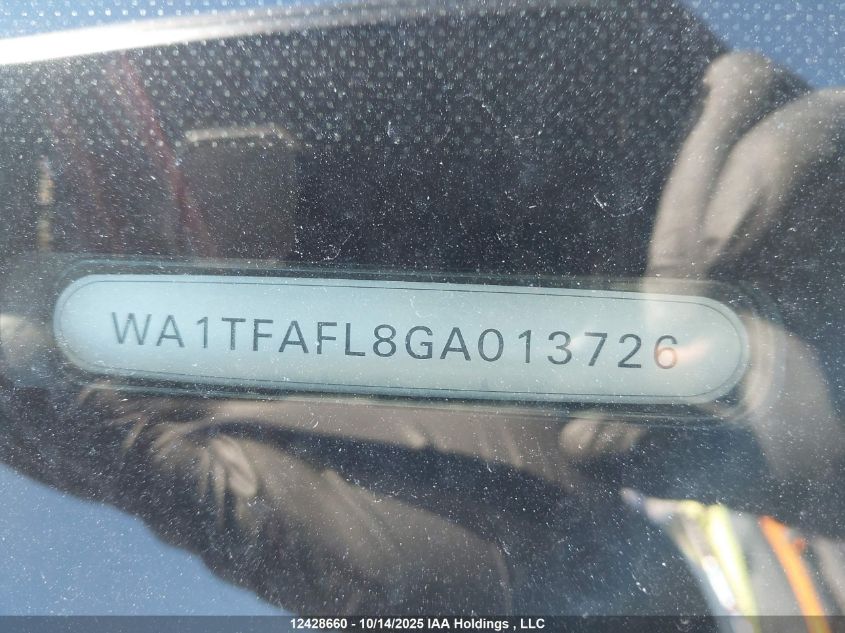 WA1TFAFL8GA013726
12428660 - 10/14/2025 IAA Holdings , LLC